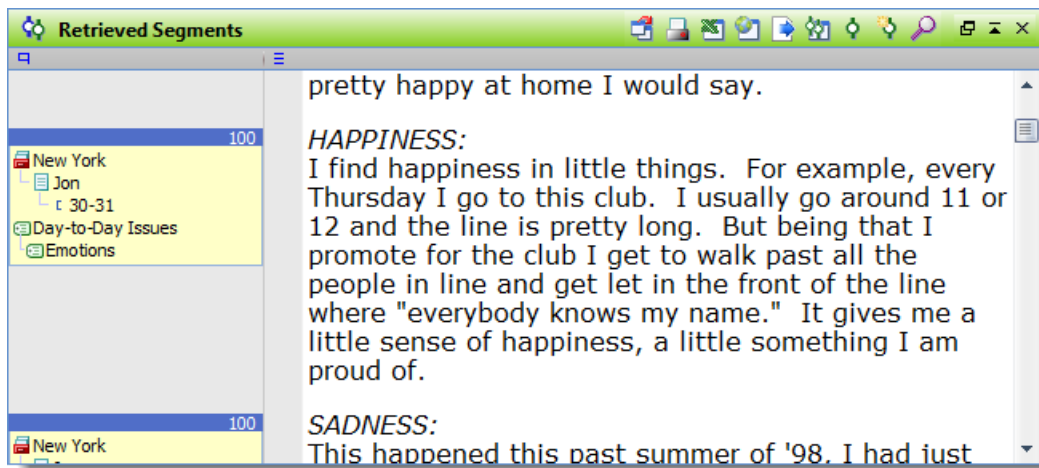 Retrieved Segments
pretty happy at home I would say.
100
New York
Jon
30-31
Day-to-Day Issues
Emotions
HAPPINESS:
I find happiness in little things.  For example, every
Thursday I go to this club.  I usually go around 11 or
12 and the line is pretty long.  But being that I
promote for the club I get to walk past all the
people in line and get let in the front of the line
where "everybody knows my name."  It gives me a
little sense of happiness, a little something I am
proud of.
100
New York
SADNESS:
This happened this past summer of '98, I had just